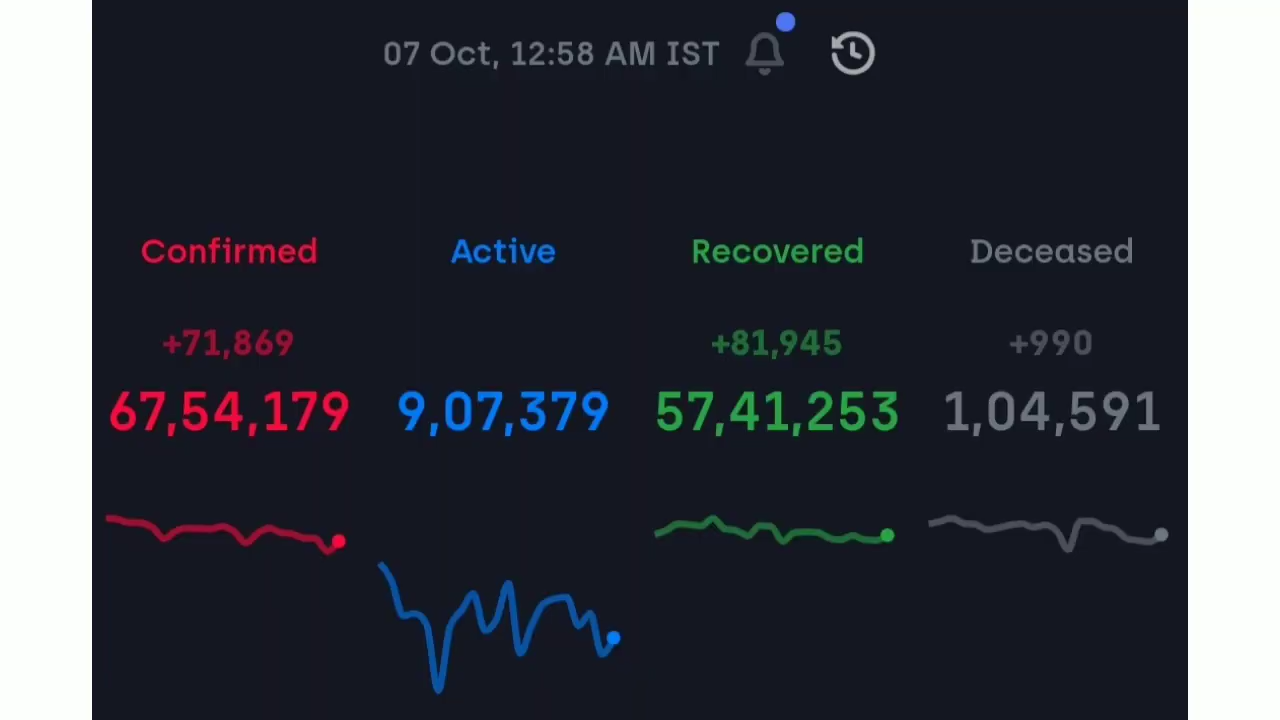 07 Oct, 12:58 AM IST
Confirmed Active Recovered Deceased
+71,869 +81,945 +990
67,54,179 9,07,379 57,41,253 1,04,591